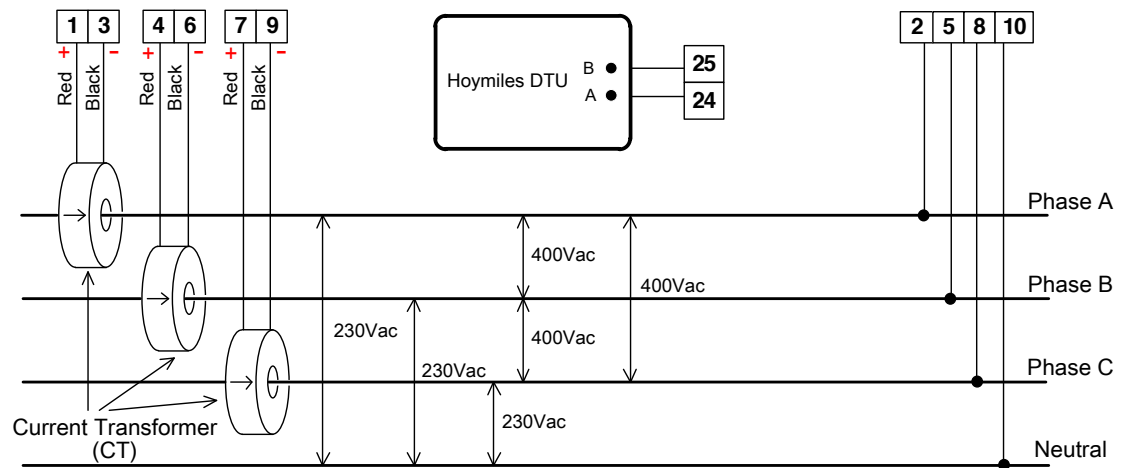 1 3 4 6 7 9
+ - + - + -
Red Black Red Black Red Black
Hoymiles DTU
B
A
25
24
2 5 8 10
Phase A
400Vac
400Vac
Phase B
230Vac
400Vac
230Vac
Phase C
230Vac
Current Transformer
(CT)
Neutral